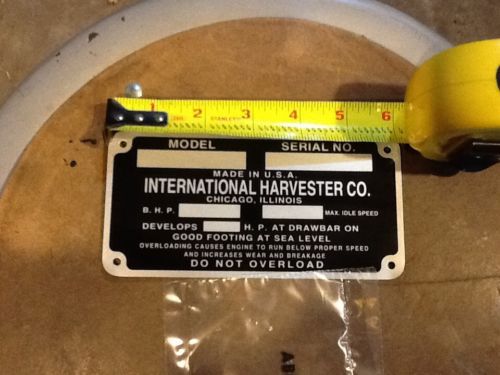 1 2 3 4 5 6
STANLEY
MODEL SERIAL NO.
MADE IN U.S.A.
INTERNATIONAL HARVESTER CO.
CHICAGO, ILLINOIS
B. H. P. MAX. IDLE SPEED
DEVELOPS H. P. AT DRAWBAR ON
GOOD FOOTING AT SEA LEVEL
OVERLOADING CAUSES ENGINE TO RUN BELOW PROPER SPEED
AND INCREASES WEAR AND BREAKAGE
DO NOT OVERLOAD